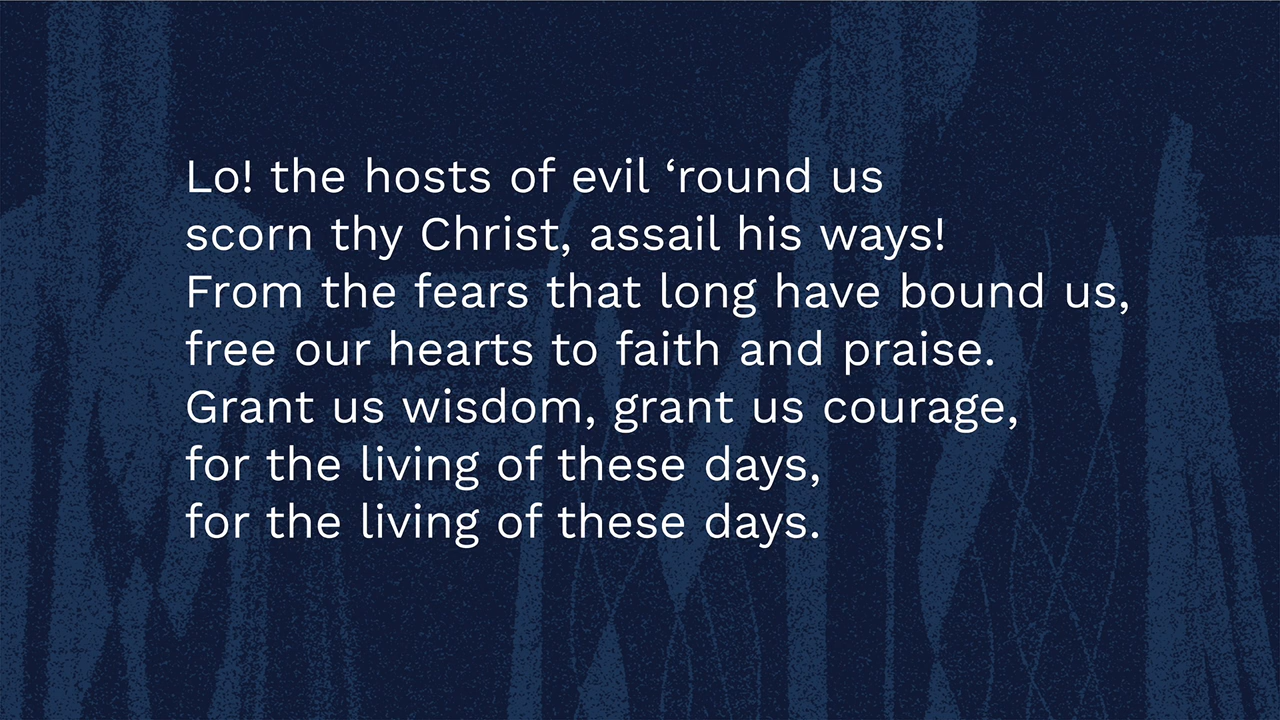 Lo! the hosts of evil ‘round us
scorn thy Christ, assail his ways!
From the fears that long have bound us,
free our hearts to faith and praise.
Grant us wisdom, grant us courage,
for the living of these days,
for the living of these days.